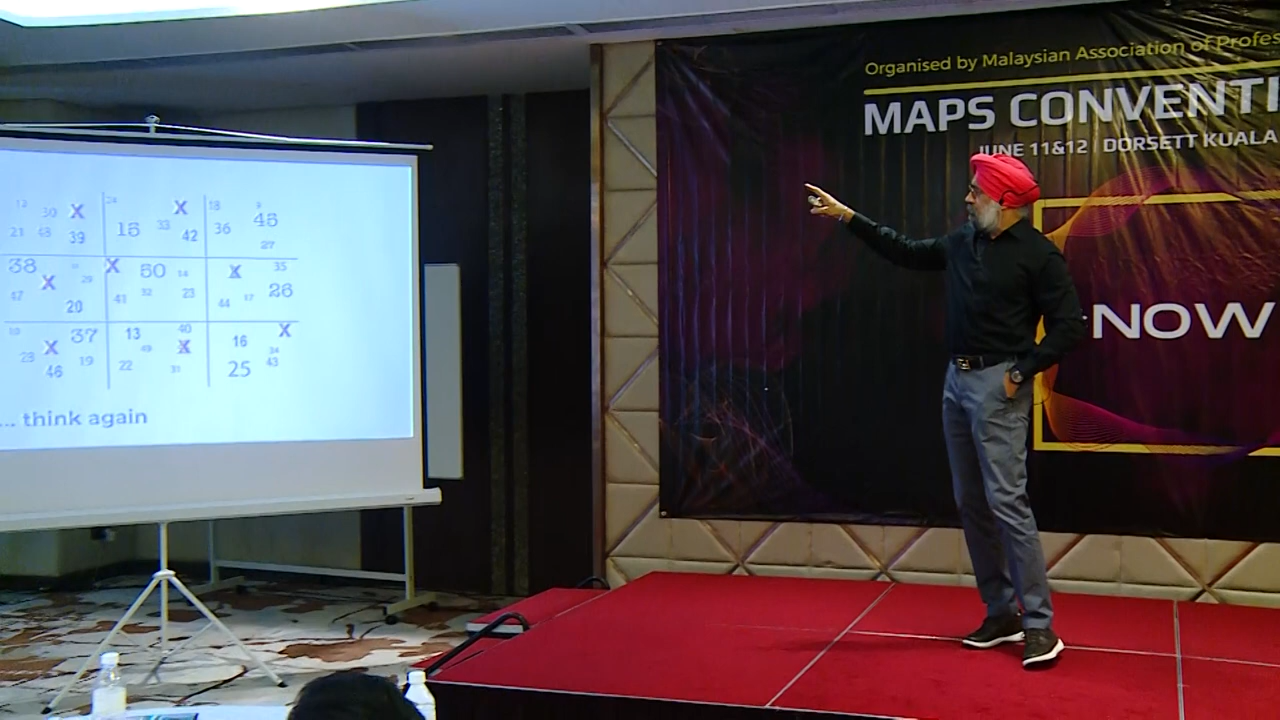 Organised by Malaysian Association of Profes
MAPS CONVENTI
JUNE 11&12 | DORSETT KUALA
NOW
12 30 X 24 X 18 9
21 48 39 15 33 42 36 45
27
38 X 50 14 X 35
47 X 29 41 32 23 44 17 26
20
10 37 13 40 X
28 X 19 49 X 16 34
46 22 31 25 43
... think again